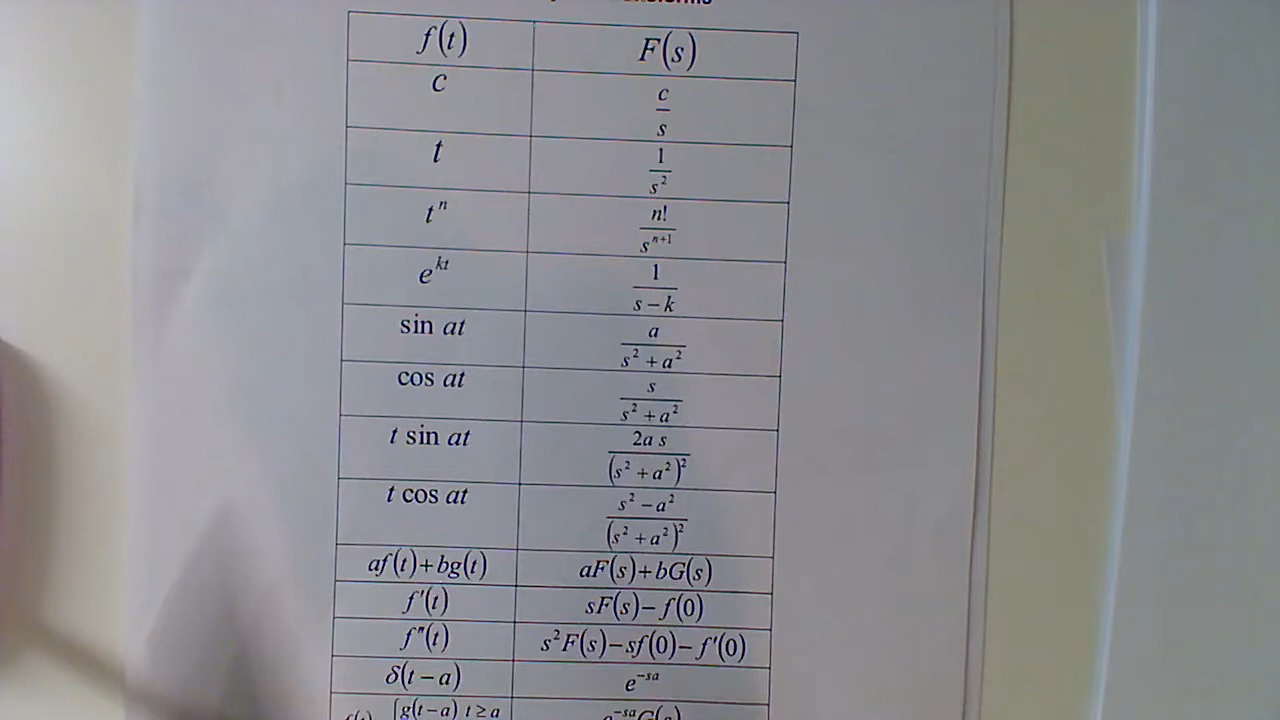 f(t) F(s)
c c/s
t 1/s²
tⁿ n!/sⁿ⁺¹
eᵏᵗ 1/(s − k)
sin at a/(s² + a²)
cos at s/(s² + a²)
t sin at 2a s/(s² + a²)²
t cos at (s² − a²)/(s² + a²)²
af(t)+bg(t) aF(s)+bG(s)
f'(t) sF(s)− f(0)
f"(t) s²F(s)−sf(0)− f'(0)
δ(t − a) e^(−sa)
g(t−a) t ≥ a